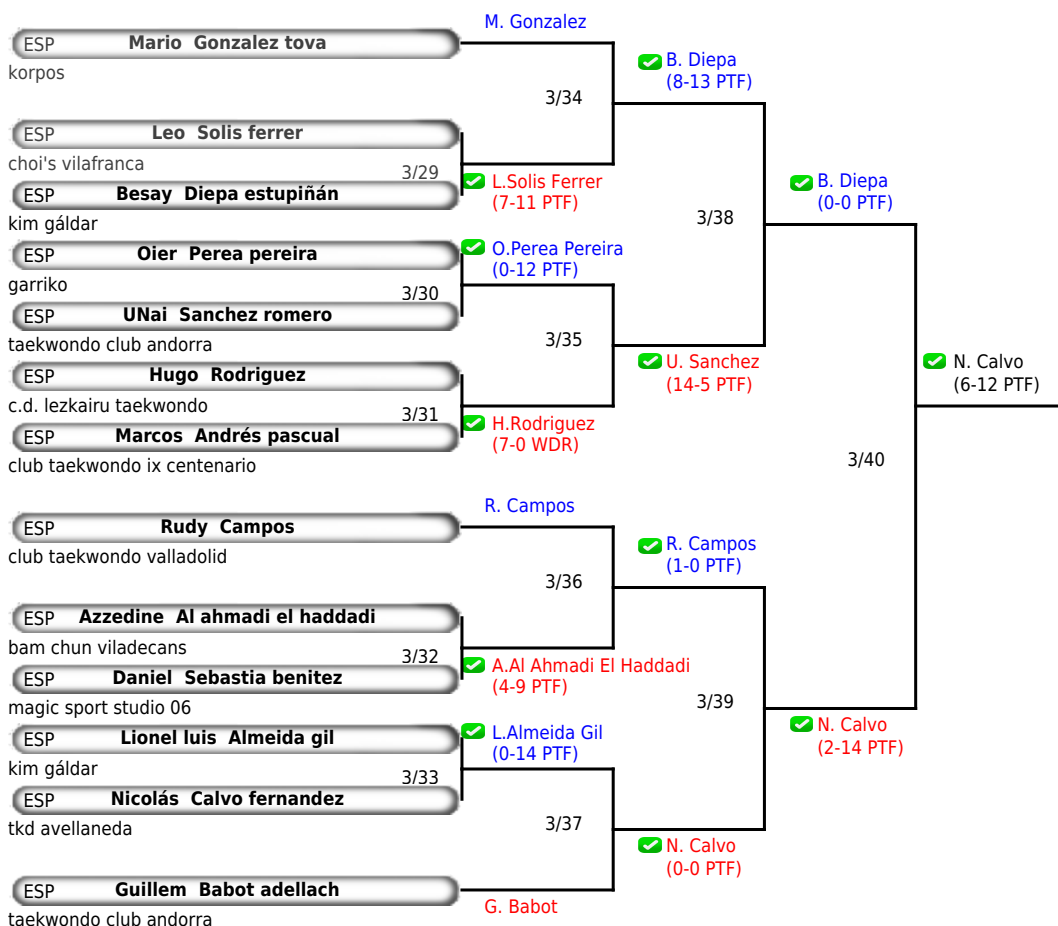 M. Gonzalez
ESP Mario Gonzalez tova
korpos
B. Diepa
(8-13 PTF)
3/34
ESP Leo Solis ferrer
choi's vilafranca
3/29
L.Solis Ferrer
(7-11 PTF)
ESP Besay Diepa estupiñán
kim gáldar
B. Diepa
(0-0 PTF)
3/38
ESP Oier Perea pereira
garriko
O.Perea Pereira
(0-12 PTF)
3/30
ESP UNai Sanchez romero
taekwondo club andorra
3/35
U. Sanchez
(14-5 PTF)
ESP Hugo Rodriguez
c.d. lezkairu taekwondo
3/31
H.Rodriguez
(7-0 WDR)
ESP Marcos Andrés pascual
club taekwondo ix centenario
N. Calvo
(6-12 PTF)
3/40
R. Campos
ESP Rudy Campos
club taekwondo valladolid
R. Campos
(1-0 PTF)
3/36
ESP Azzedine Al ahmadi el haddadi
bam chun viladecans
3/32
A.Al Ahmadi El Haddadi
(4-9 PTF)
ESP Daniel Sebastia benitez
magic sport studio 06
3/39
N. Calvo
(2-14 PTF)
ESP Lionel luis Almeida gil
kim gáldar
L.Almeida Gil
(0-14 PTF)
3/33
ESP Nicolás Calvo fernandez
tkd avellaneda
3/37
N. Calvo
(0-0 PTF)
ESP Guillem Babot adellach
taekwondo club andorra
G. Babot